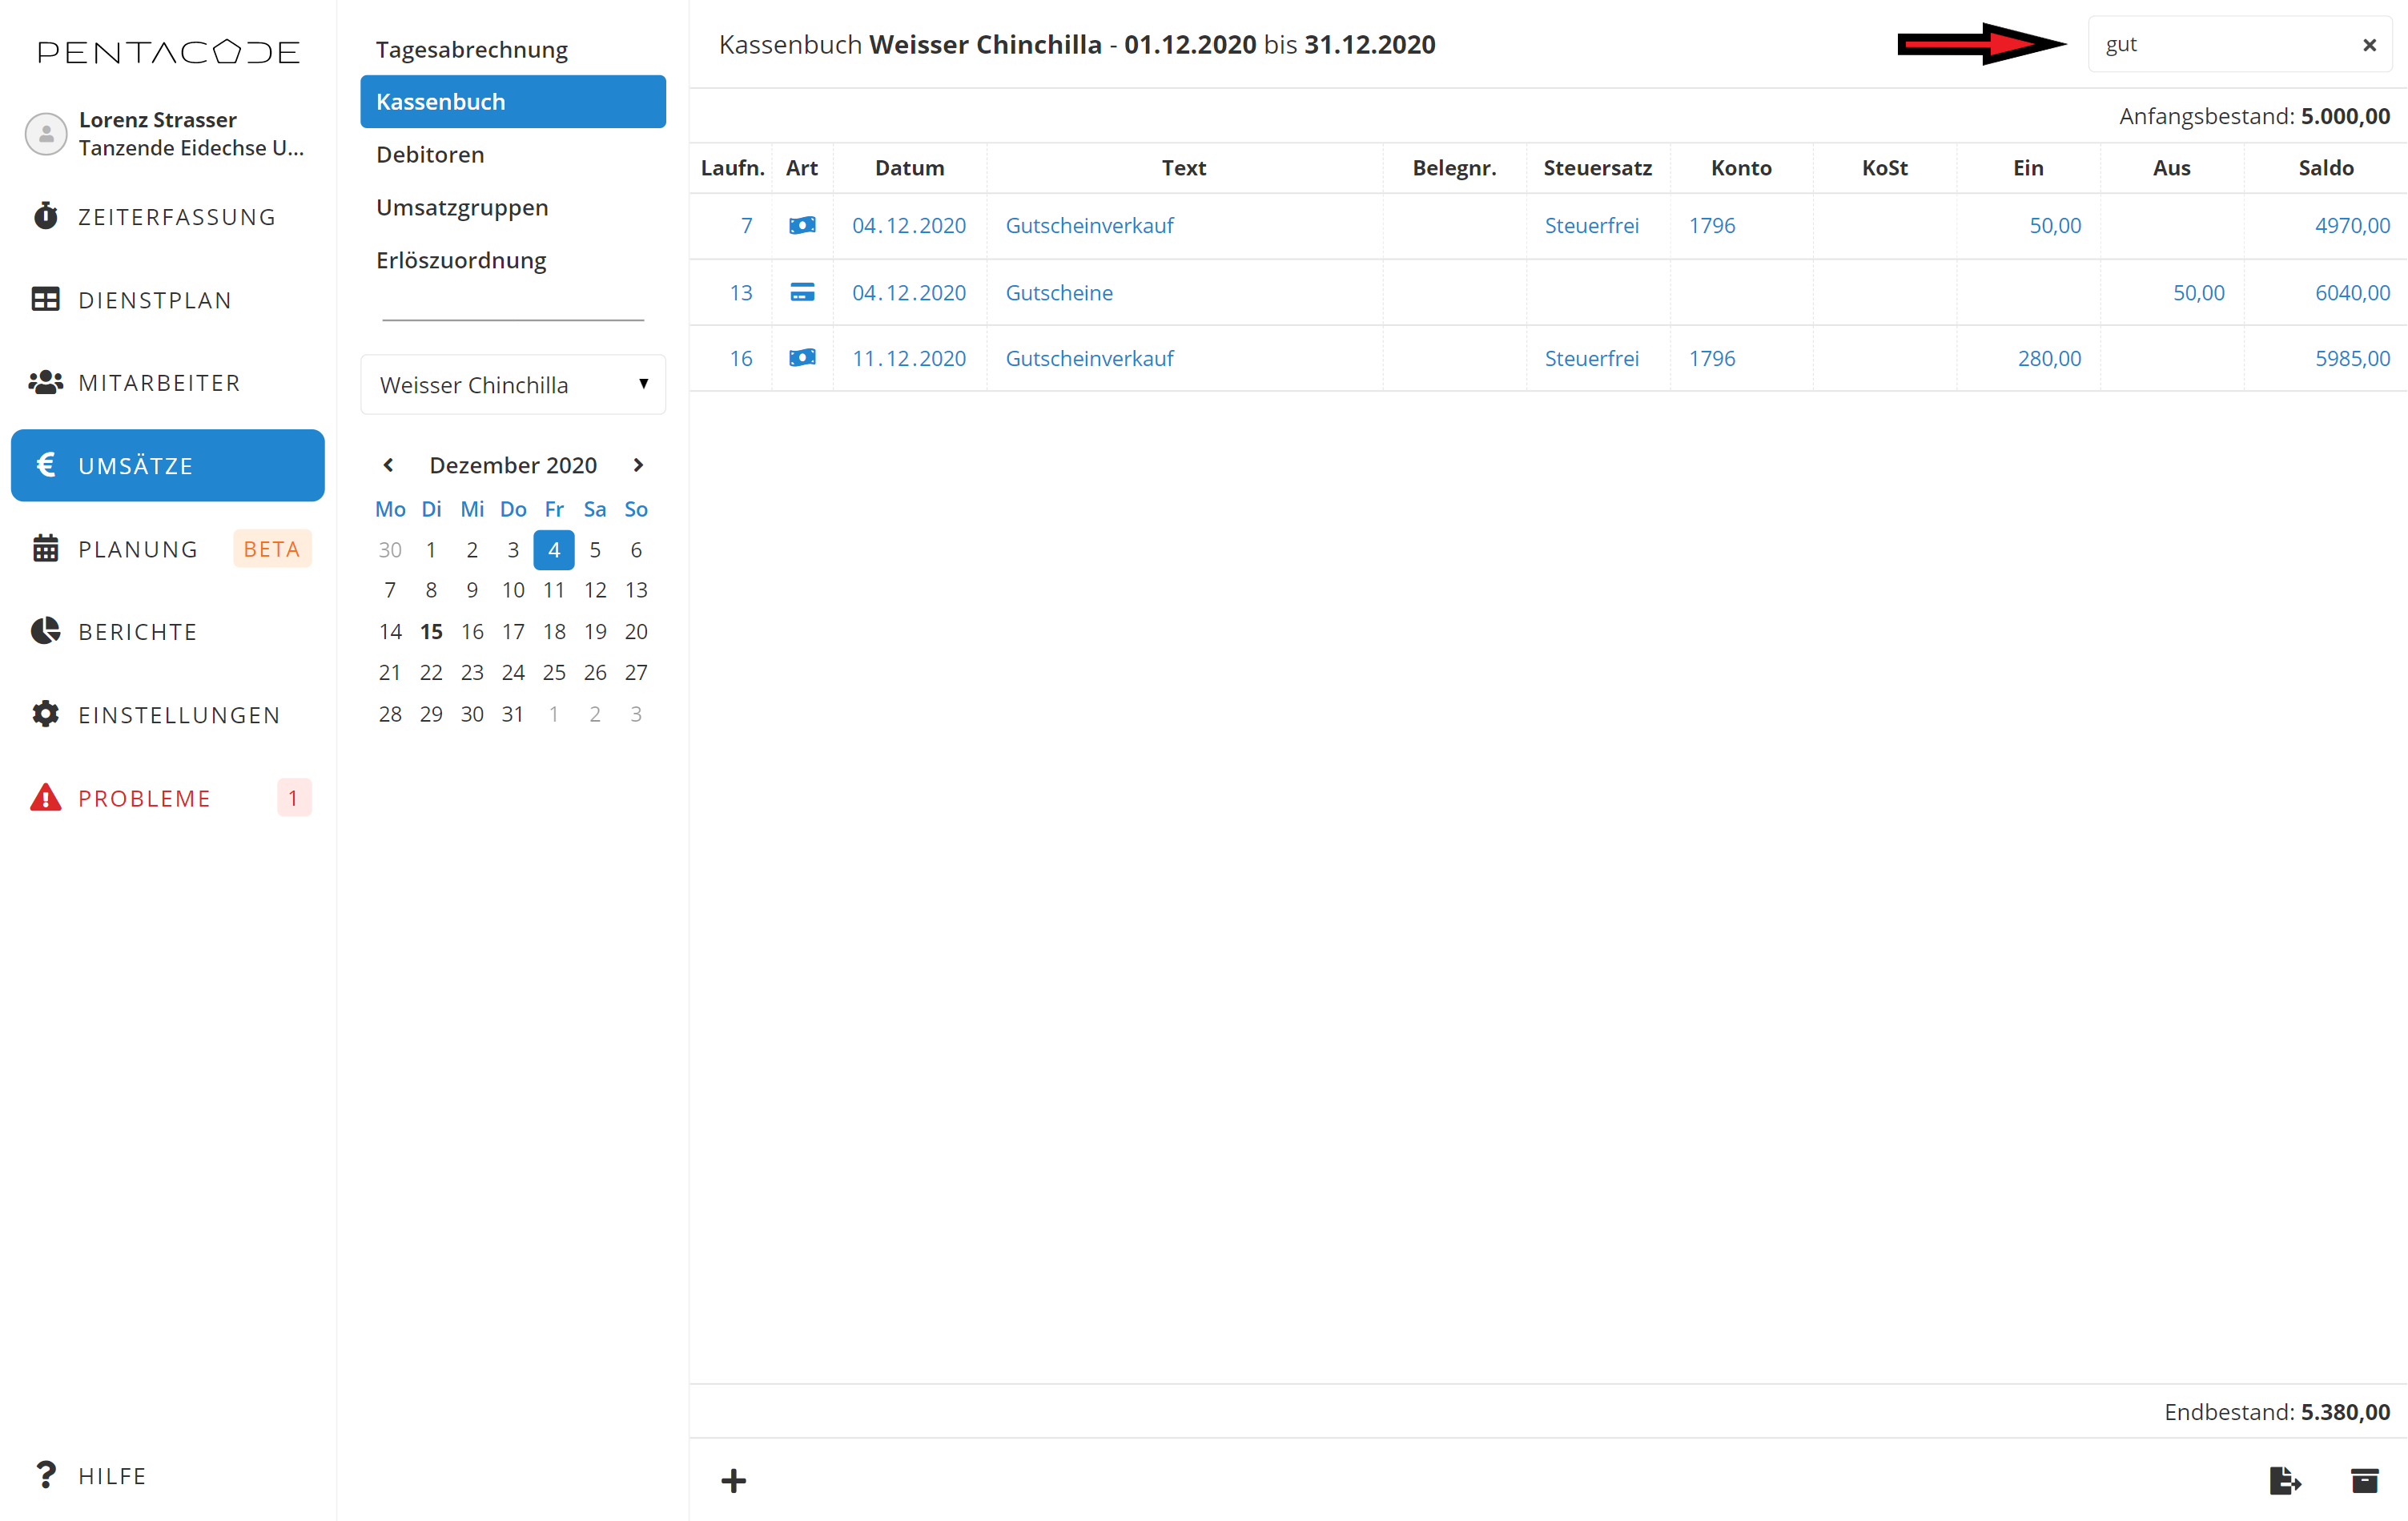 PENTACODE
Lorenz Strasser
Tanzende Eidechse U...
ZEITERFASSUNG
DIENSTPLAN
MITARBEITER
€ UMSÄTZE
PLANUNG BETA
BERICHTE
EINSTELLUNGEN
PROBLEME 1
? HILFE
Tagesabrechnung
Kassenbuch
Debitoren
Umsatzgruppen
Erlöszuordnung
Weisser Chinchilla
Dezember 2020
Mo Di Mi Do Fr Sa So
30 1 2 3 4 5 6
7 8 9 10 11 12 13
14 15 16 17 18 19 20
21 22 23 24 25 26 27
28 29 30 31 1 2 3
Kassenbuch Weisser Chinchilla - 01.12.2020 bis 31.12.2020
gut
Anfangsbestand: 5.000,00
Laufn. Art Datum Text Belegnr. Steuersatz Konto KoSt Ein Aus Saldo
7 04.12.2020 Gutscheinverkauf Steuerfrei 1796 50,00 4970,00
13 04.12.2020 Gutscheine 50,00 6040,00
16 11.12.2020 Gutscheinverkauf Steuerfrei 1796 280,00 5985,00
Endbestand: 5.380,00